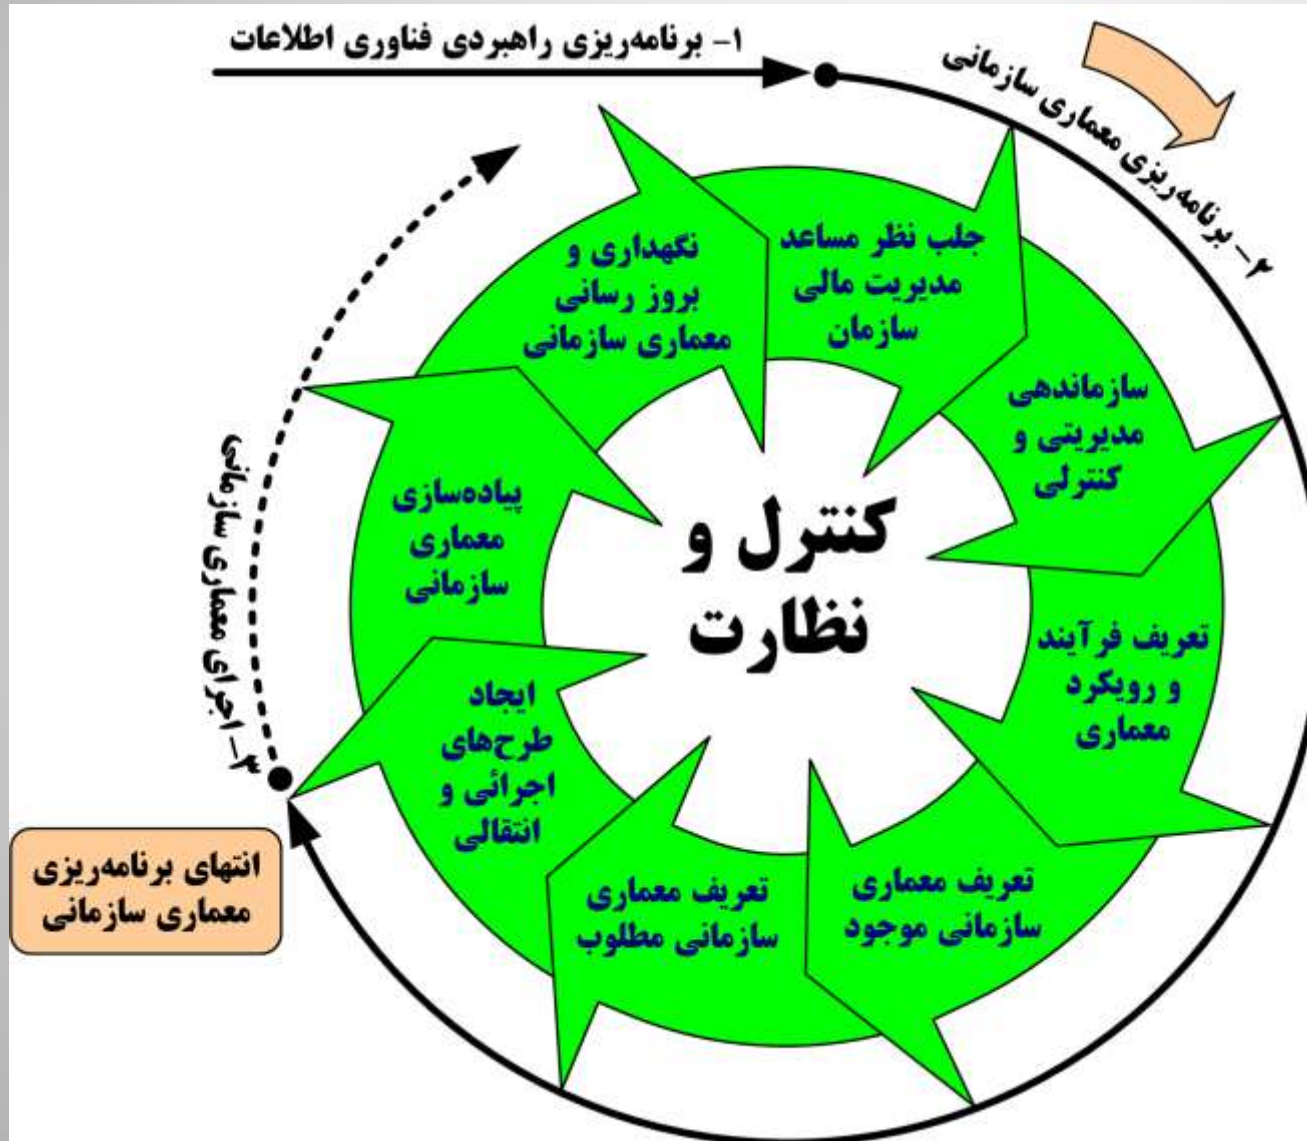 ۱- برنامه‌ریزی راهبردی فناوری اطلاعات
۲- برنامه‌ریزی معماری سازمانی
جلب نظر مساعد
مدیریت مالی
سازمان
سازماندهی
مدیریتی و
کنترلی
تعریف فرآیند
و رویکرد
معماری
تعریف معماری
سازمانی موجود
تعریف معماری
سازمانی مطلوب
ایجاد
طرح‌های
اجرائی و
انتقالی
پیاده‌سازی
معماری
سازمانی
نگهداری و
بروز رسانی
معماری سازمانی
کنترل و
نظارت
۳- اجرای معماری سازمانی
انتهای برنامه‌ریزی
معماری سازمانی